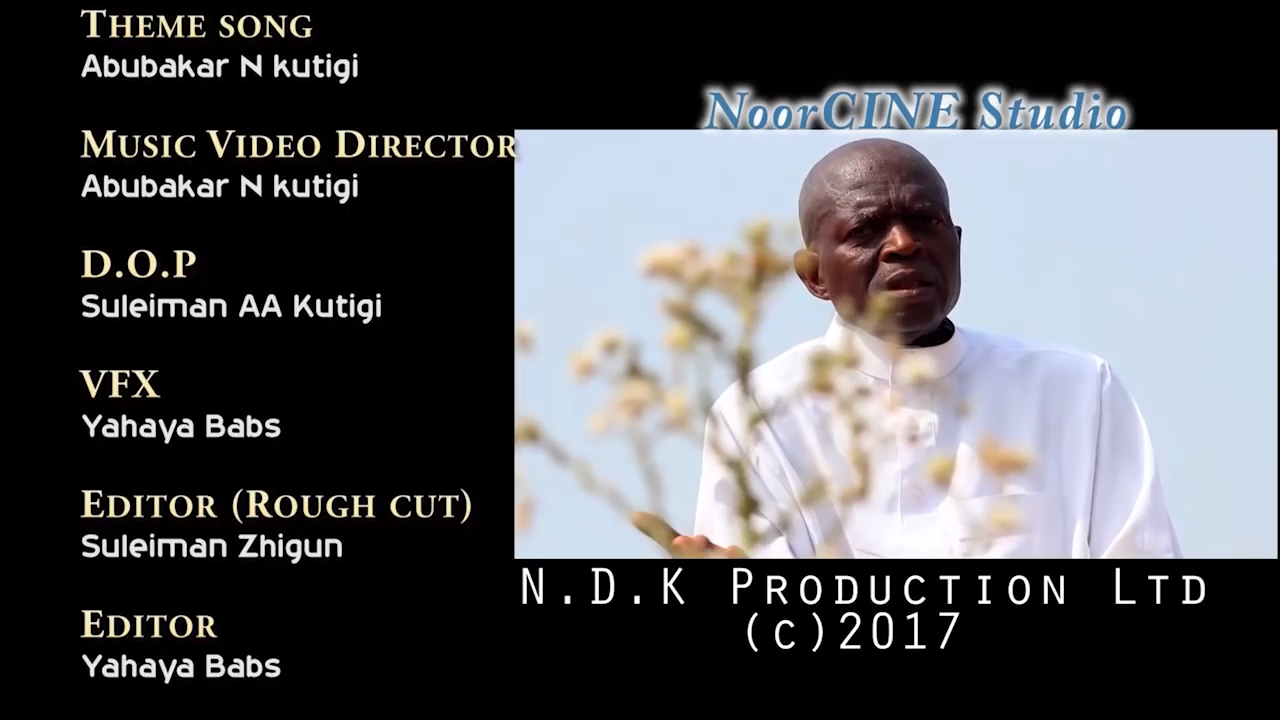 THEME SONG
Abubakar N kutigi
MUSIC VIDEO DIRECTOR
Abubakar N kutigi
D.O.P
Suleiman AA Kutigi
VFX
Yahaya Babs
EDITOR (ROUGH CUT)
Suleiman Zhigun
EDITOR
Yahaya Babs
NoorCINE Studio
N.D.K PRODUCTION LTD
(c)2017